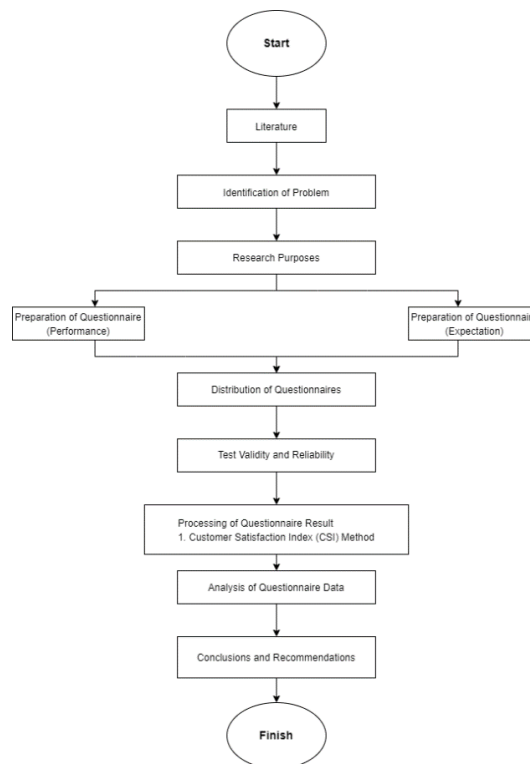 Start
Literature
Identification of Problem
Research Purposes
Preparation of Questionnaire
(Performance)
Preparation of Questionnair
(Expectation)
Distribution of Questionnaires
Test Validity and Reliability
Processing of Questionnaire Result
1. Customer Satisfaction Index (CSI) Method
Analysis of Questionnaire Data
Conclusions and Recommendations
Finish